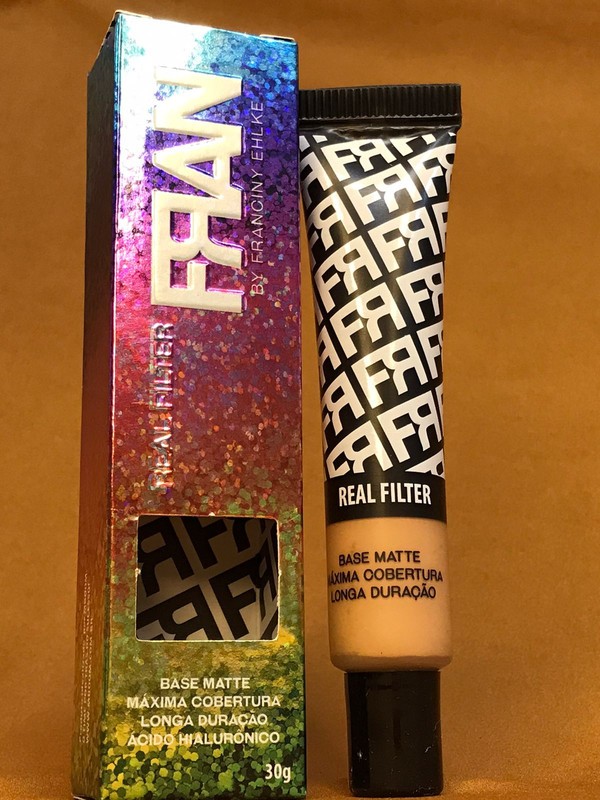 FRAN
BY FRANCINY EHLKE
REAL FILTER
BASE MATTE
MÁXIMA COBERTURA
LONGA DURAÇÃO
ÁCIDO HIALURÔNICO
30g
REAL FILTER
BASE MATTE
MÁXIMA COBERTURA
LONGA DURAÇÃO